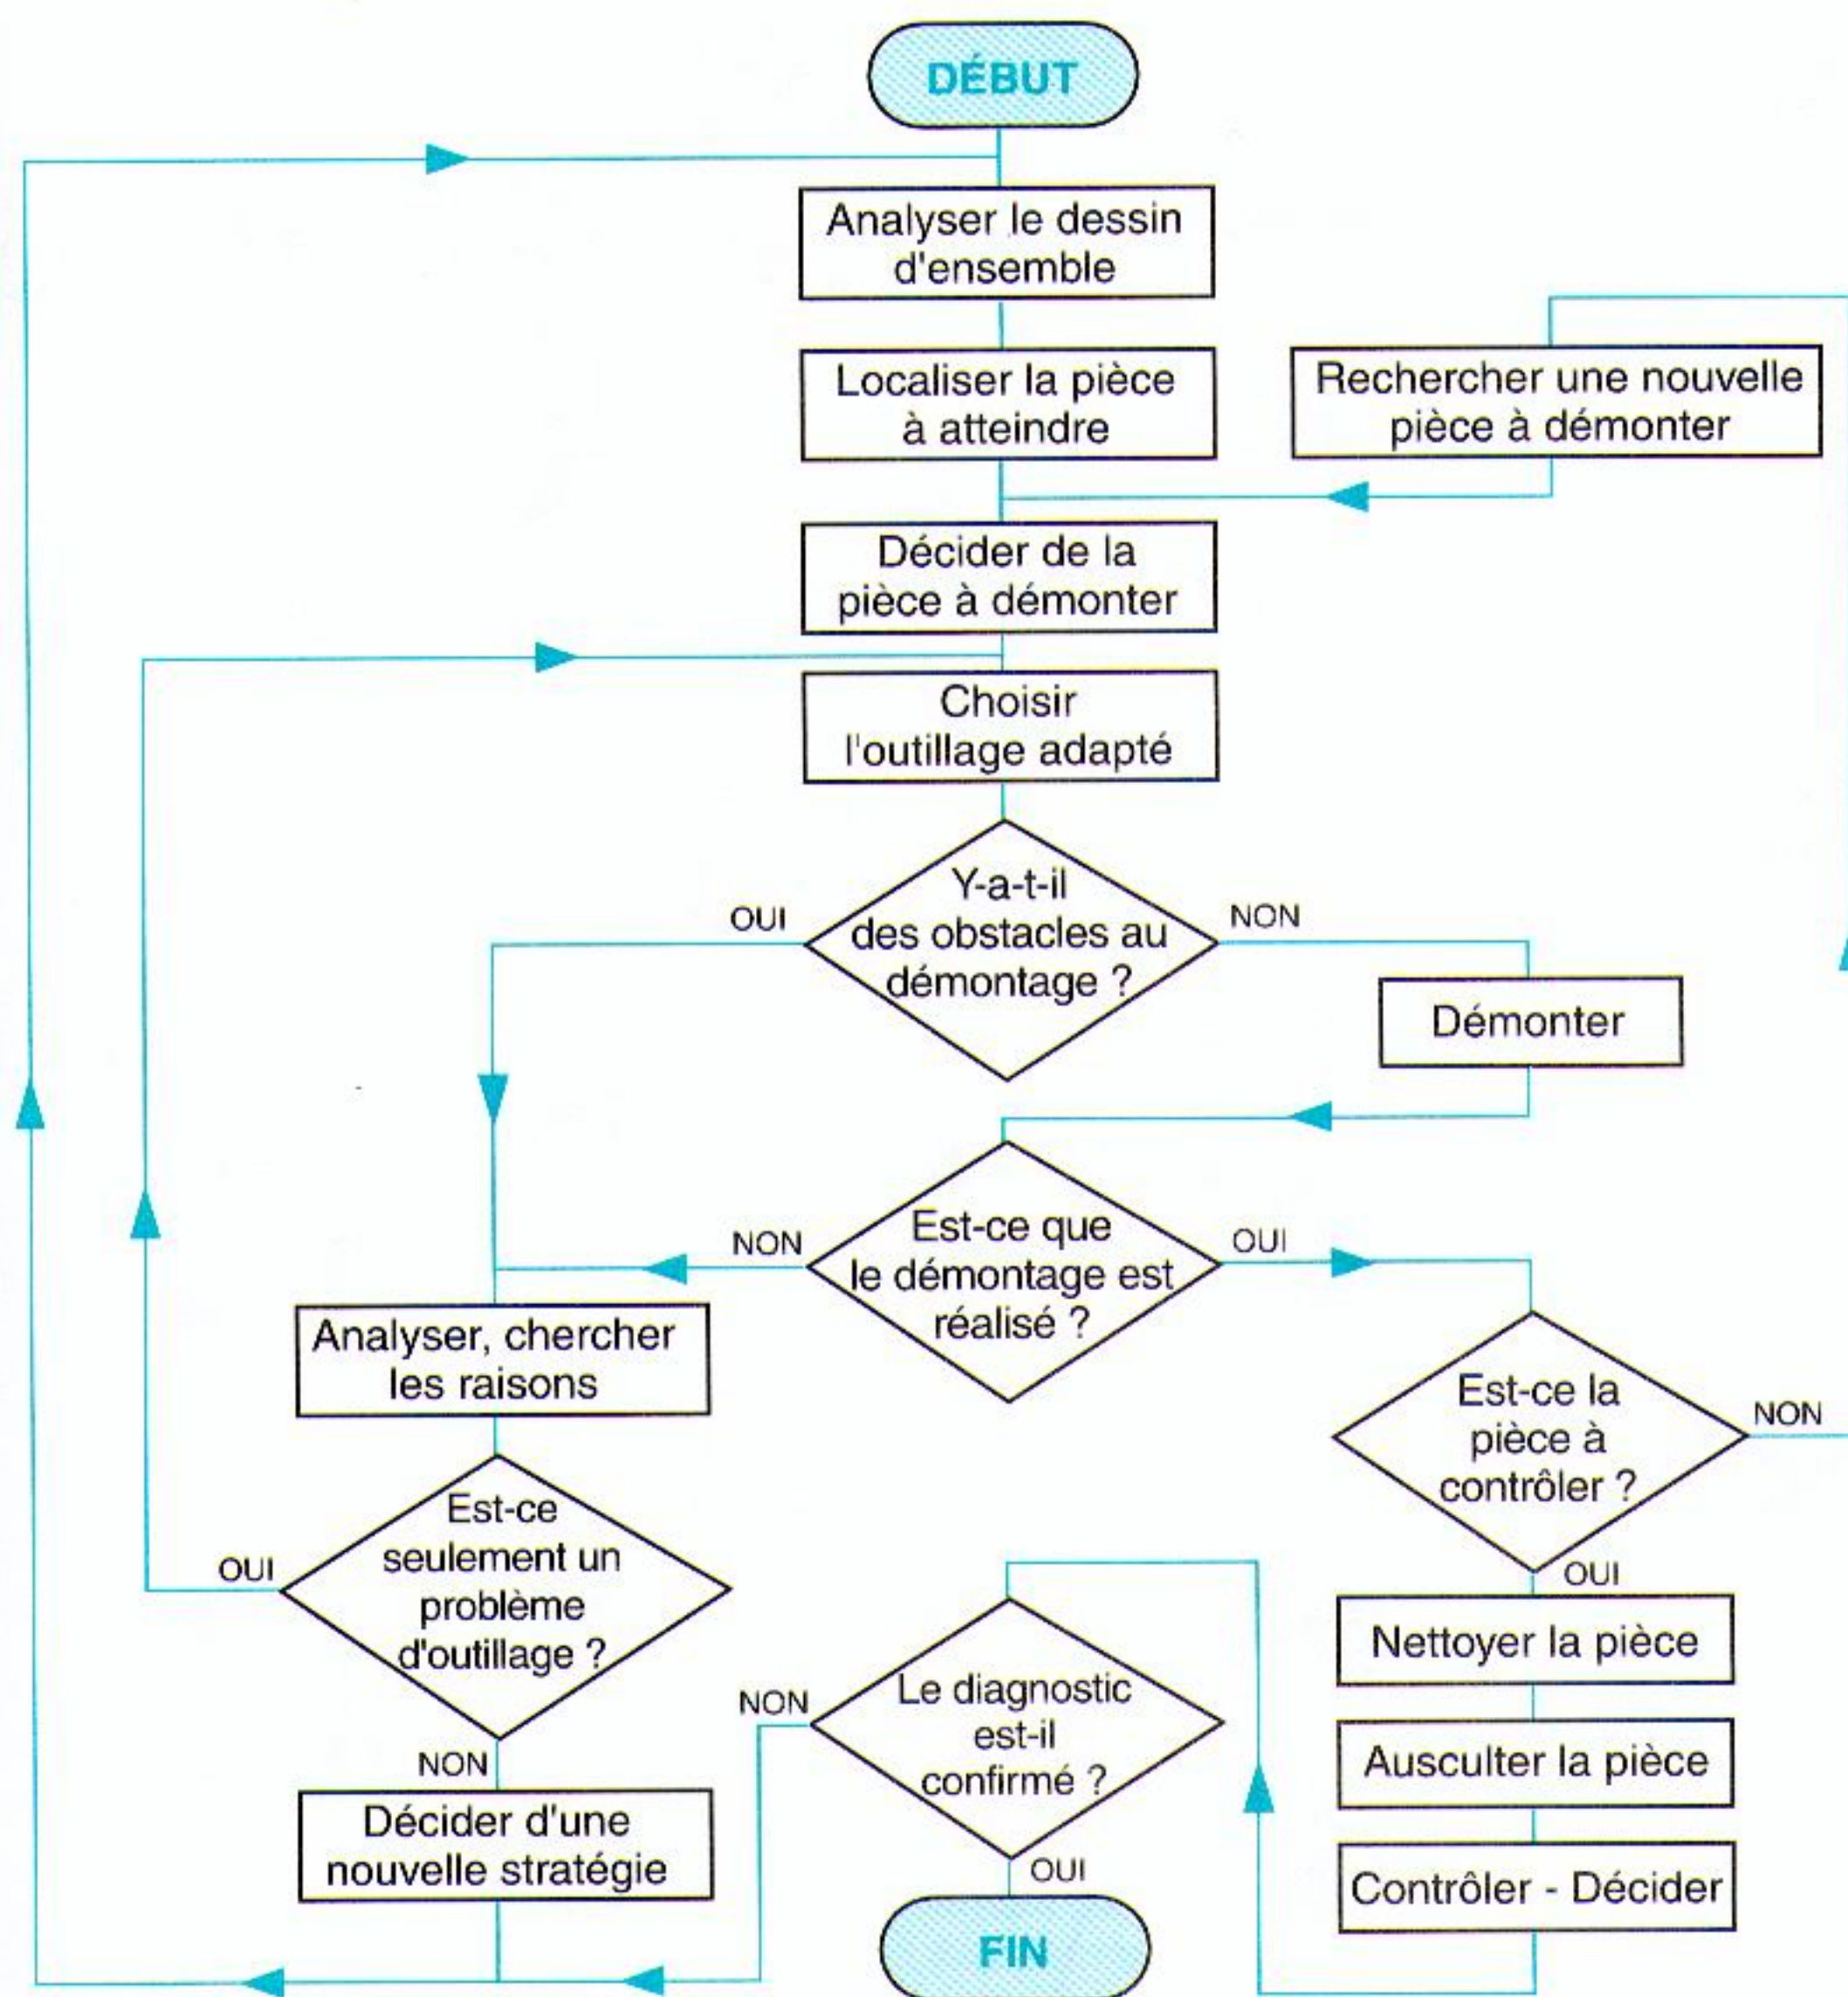 DÉBUT
Analyser le dessin
d'ensemble
Localiser la pièce
à atteindre
Rechercher une nouvelle
pièce à démonter
Décider de la
pièce à démonter
Choisir
l'outillage adapté
Y-a-t-il
des obstacles au
démontage ?
OUI
NON
Démonter
Est-ce que
le démontage est
réalisé ?
NON
OUI
Analyser, chercher
les raisons
Est-ce la
pièce à
contrôler ?
NON
OUI
Est-ce
seulement un
problème
d'outillage ?
OUI
NON
Nettoyer la pièce
Le diagnostic
est-il
confirmé ?
NON
OUI
Ausculter la pièce
Décider d'une
nouvelle stratégie
Contrôler - Décider
FIN